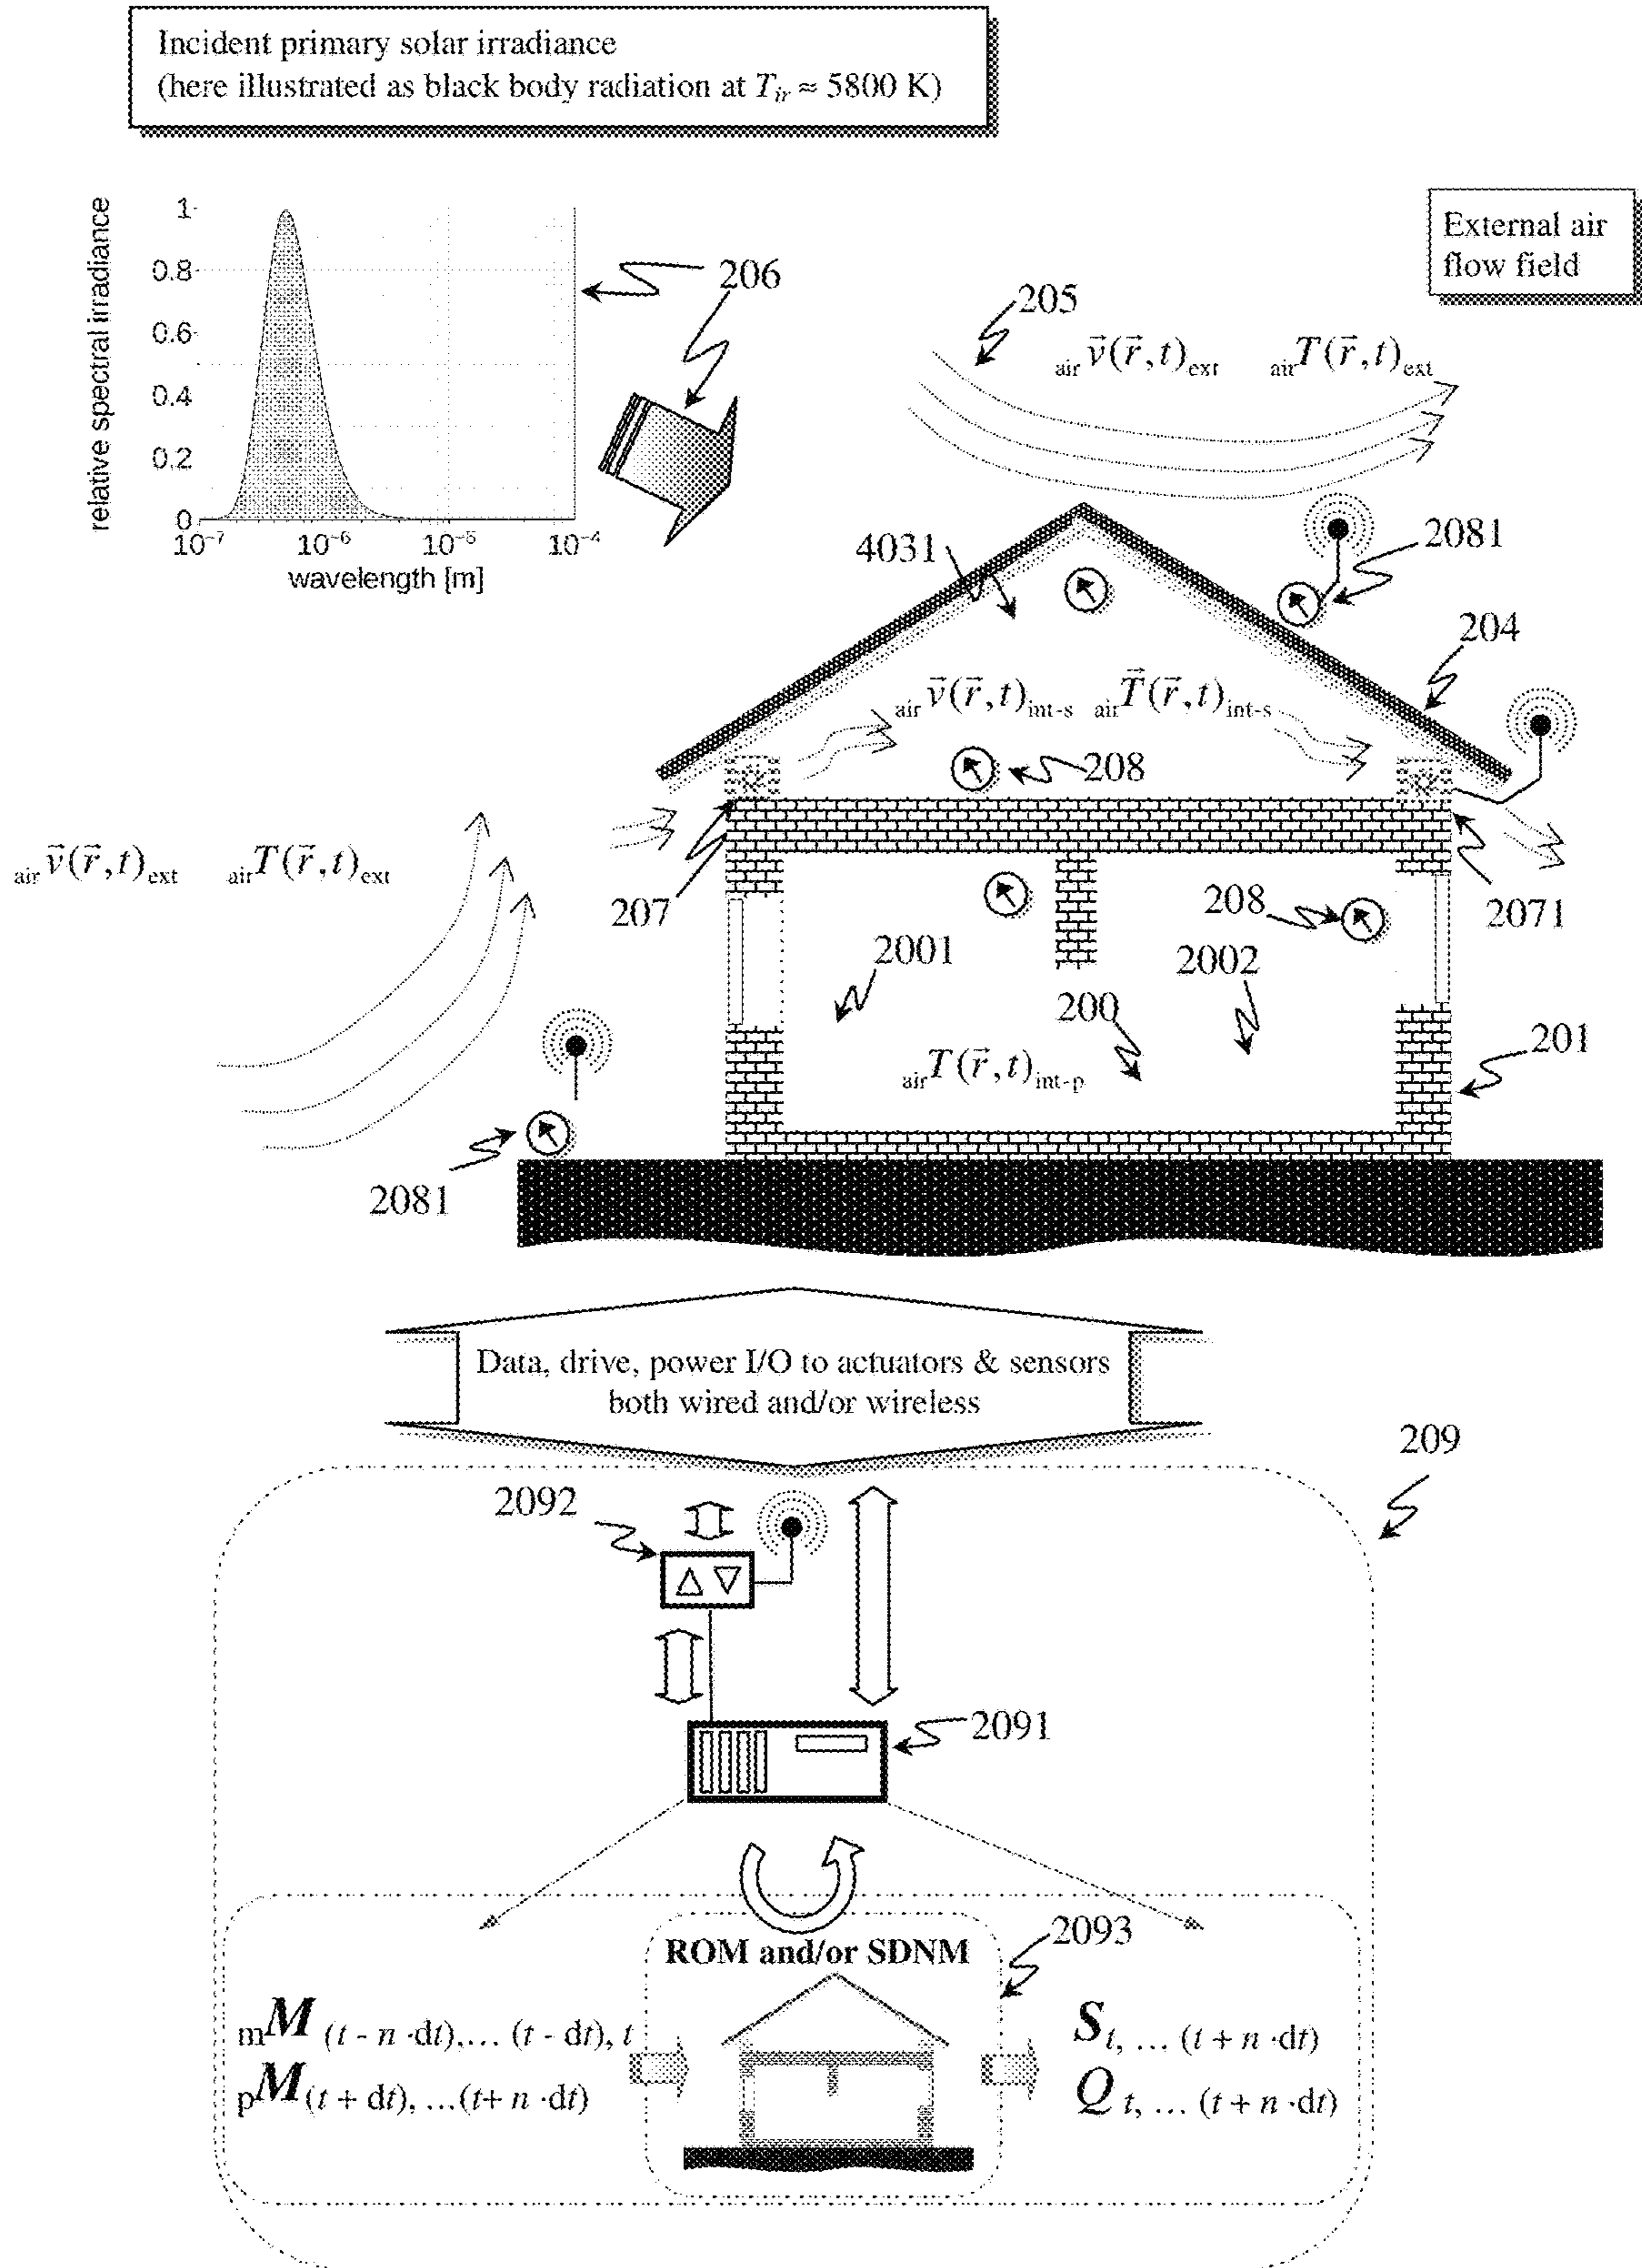 Incident primary solar irradiance
(here illustrated as black body radiation at T_ir ≈ 5800 K)
External air
flow field
relative spectral irradiance
1
0.8
0.6
0.4
0.2
0
10⁻⁷ 10⁻⁶ 10⁻⁵ 10⁻⁴
wavelength [m]
206
205
air v⃗(r⃗,t)ext air T(r⃗,t)ext
4031
2081
204
air v⃗(r⃗,t)int-s air T⃗(r⃗,t)int-s
208
air v⃗(r⃗,t)ext air T(r⃗,t)ext
207
208
2071
2001
2002
200
201
air T(r⃗,t)int-p
2081
Data, drive, power I/O to actuators & sensors
both wired and/or wireless
209
2092
2091
ROM and/or SDNM
2093
mM (t - n ·dt),... (t - dt), t
pM (t + dt), ...(t+ n ·dt)
S t, ... (t + n ·dt)
Q t, ... (t + n ·dt)